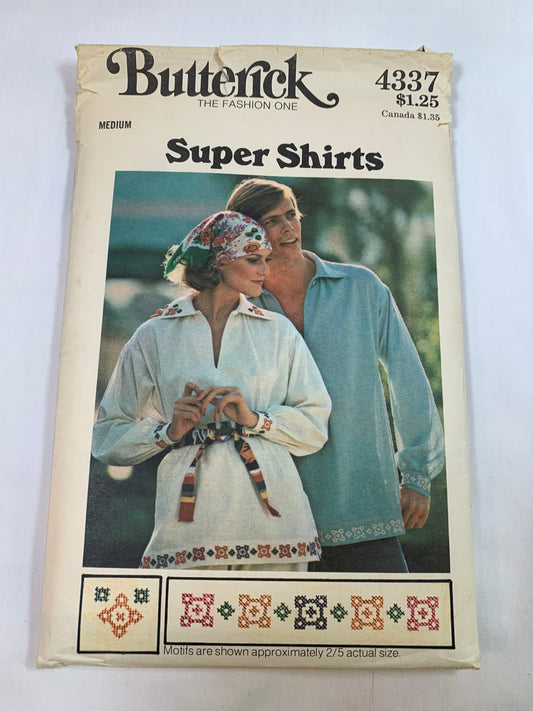 Butterick
THE FASHION ONE
4337
$1.25
Canada $1.35
MEDIUM
Super Shirts
Motifs are shown approximately 2/5 actual size.